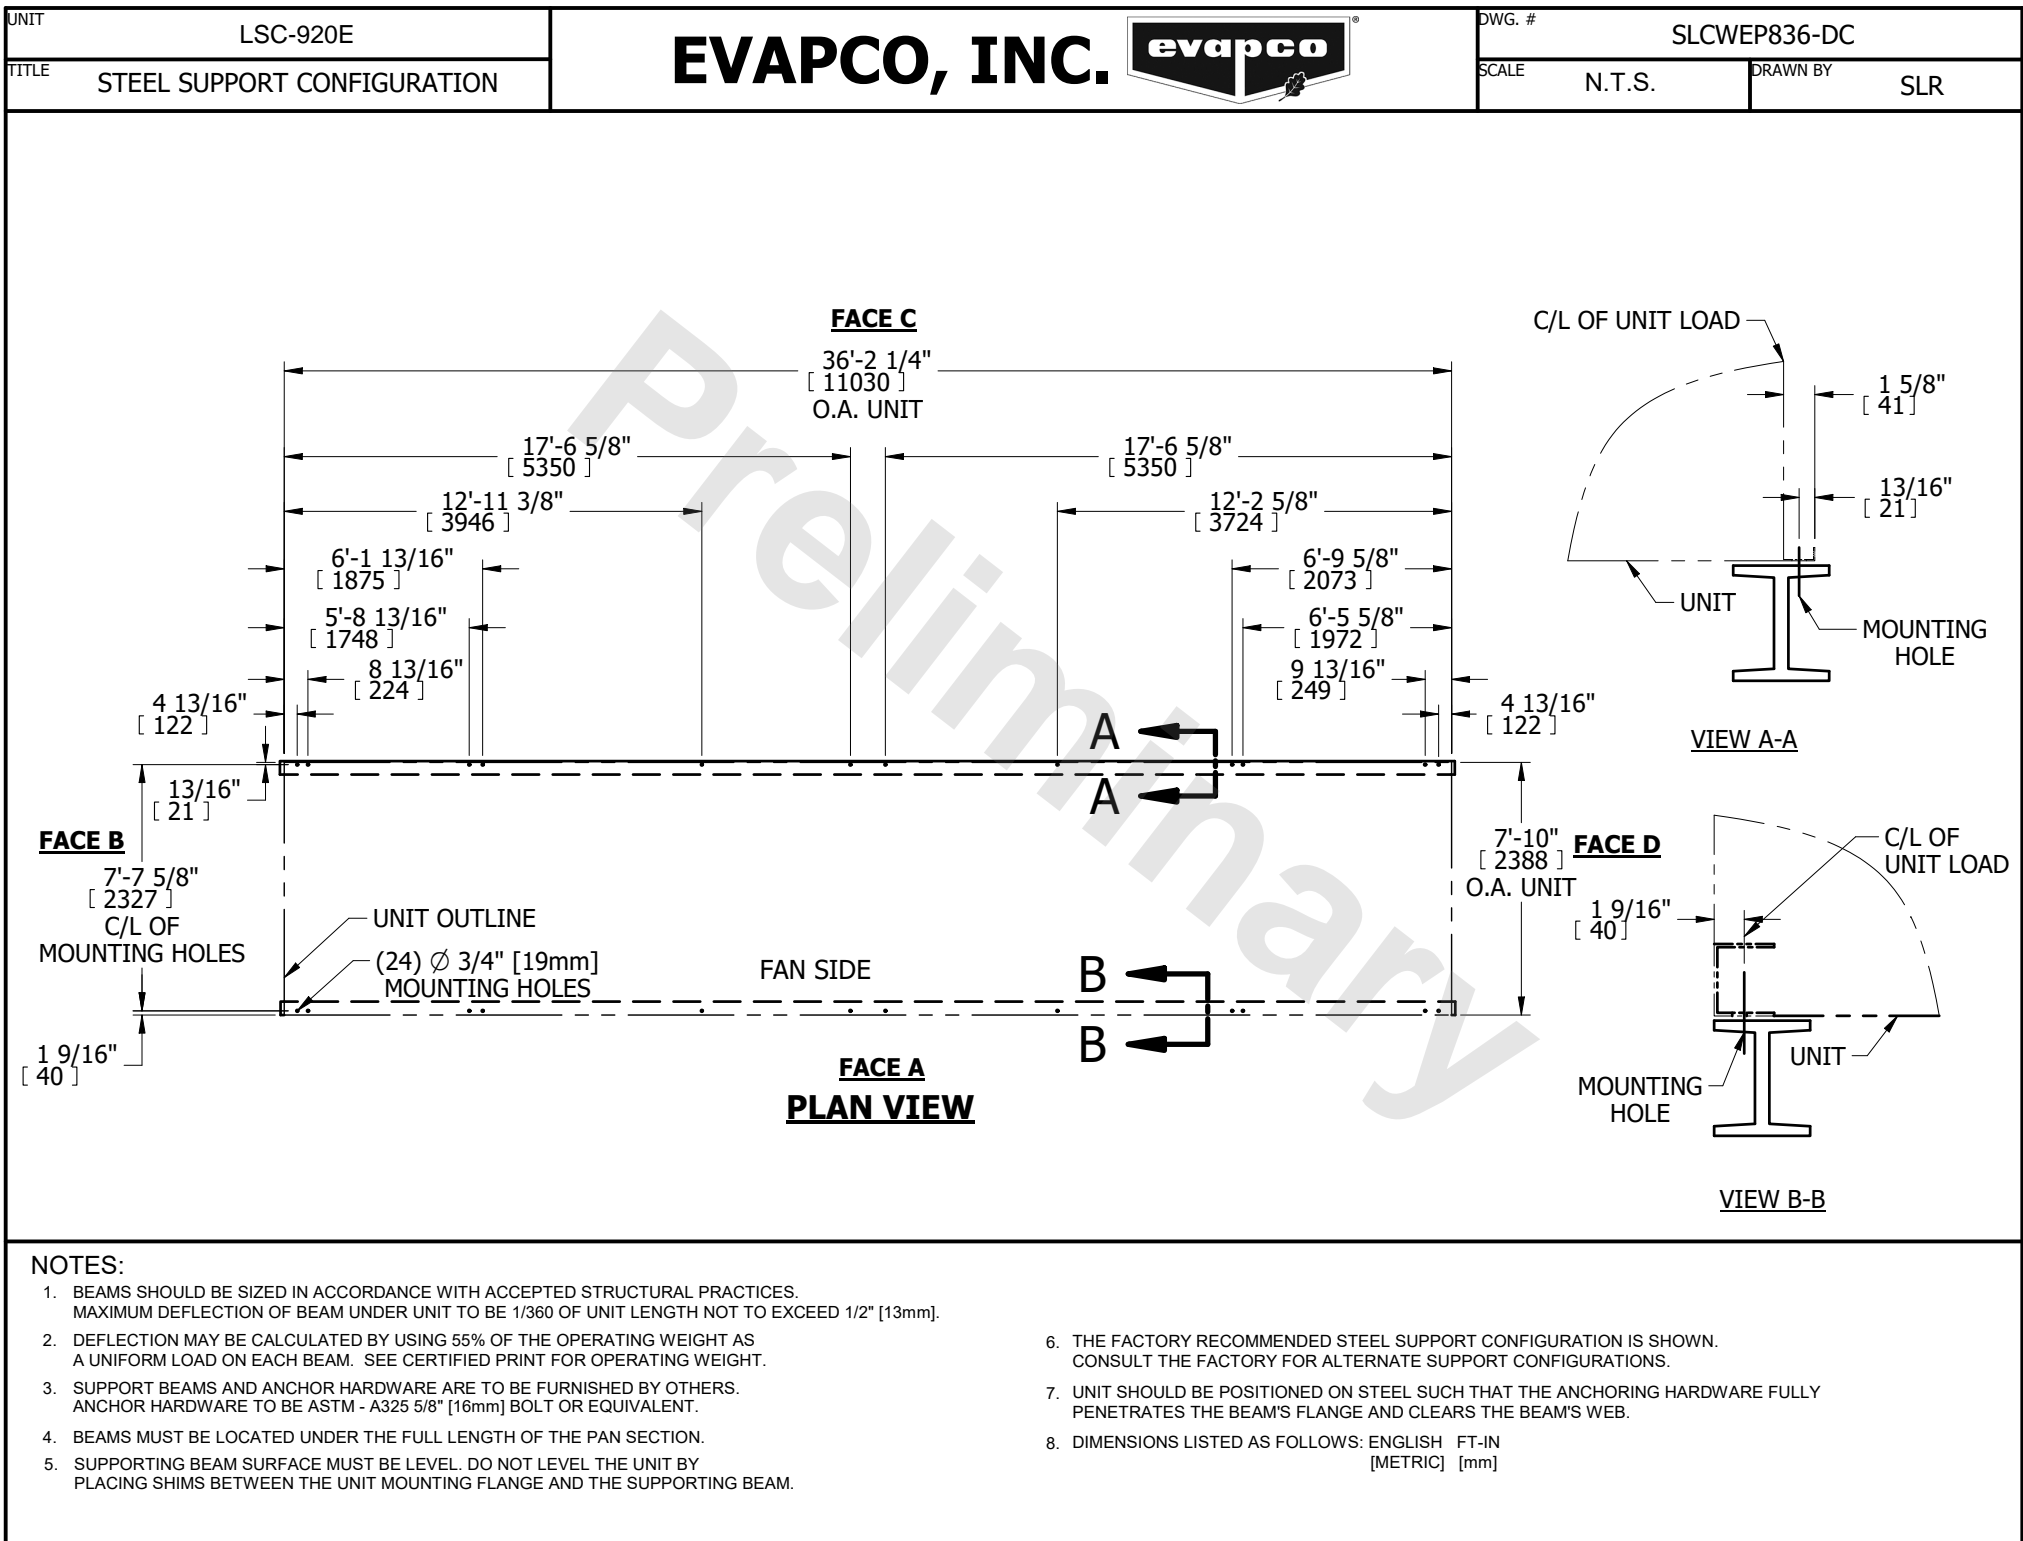 UNIT
LSC-920E
TITLE
STEEL SUPPORT CONFIGURATION
EVAPCO, INC.
evapco
®
DWG. #
SLCWEP836-DC
SCALE
N.T.S.
DRAWN BY
SLR
Preliminary
FACE C
36'-2 1/4"
[ 11030 ]
O.A. UNIT
17'-6 5/8"
[ 5350 ]
17'-6 5/8"
[ 5350 ]
12'-11 3/8"
[ 3946 ]
12'-2 5/8"
[ 3724 ]
6'-1 13/16"
[ 1875 ]
6'-9 5/8"
[ 2073 ]
5'-8 13/16"
[ 1748 ]
6'-5 5/8"
[ 1972 ]
8 13/16"
[ 224 ]
9 13/16"
[ 249 ]
4 13/16"
[ 122 ]
4 13/16"
[ 122 ]
A
A
13/16"
[ 21 ]
FACE B
7'-7 5/8"
[ 2327 ]
C/L OF
MOUNTING HOLES
7'-10"
[ 2388 ]
O.A. UNIT
FACE D
UNIT OUTLINE
(24) ∅ 3/4" [19mm]
MOUNTING HOLES
FAN SIDE
B
B
1 9/16"
[ 40 ]
FACE A
PLAN VIEW
C/L OF UNIT LOAD
1 5/8"
[ 41 ]
13/16"
[ 21 ]
UNIT
MOUNTING
HOLE
VIEW A-A
C/L OF
UNIT LOAD
1 9/16"
[ 40 ]
UNIT
MOUNTING
HOLE
VIEW B-B
NOTES:
1. BEAMS SHOULD BE SIZED IN ACCORDANCE WITH ACCEPTED STRUCTURAL PRACTICES.
MAXIMUM DEFLECTION OF BEAM UNDER UNIT TO BE 1/360 OF UNIT LENGTH NOT TO EXCEED 1/2" [13mm].
2. DEFLECTION MAY BE CALCULATED BY USING 55% OF THE OPERATING WEIGHT AS
A UNIFORM LOAD ON EACH BEAM. SEE CERTIFIED PRINT FOR OPERATING WEIGHT.
3. SUPPORT BEAMS AND ANCHOR HARDWARE ARE TO BE FURNISHED BY OTHERS.
ANCHOR HARDWARE TO BE ASTM - A325 5/8" [16mm] BOLT OR EQUIVALENT.
4. BEAMS MUST BE LOCATED UNDER THE FULL LENGTH OF THE PAN SECTION.
5. SUPPORTING BEAM SURFACE MUST BE LEVEL. DO NOT LEVEL THE UNIT BY
PLACING SHIMS BETWEEN THE UNIT MOUNTING FLANGE AND THE SUPPORTING BEAM.
6. THE FACTORY RECOMMENDED STEEL SUPPORT CONFIGURATION IS SHOWN.
CONSULT THE FACTORY FOR ALTERNATE SUPPORT CONFIGURATIONS.
7. UNIT SHOULD BE POSITIONED ON STEEL SUCH THAT THE ANCHORING HARDWARE FULLY
PENETRATES THE BEAM'S FLANGE AND CLEARS THE BEAM'S WEB.
8. DIMENSIONS LISTED AS FOLLOWS: ENGLISH FT-IN
[METRIC] [mm]